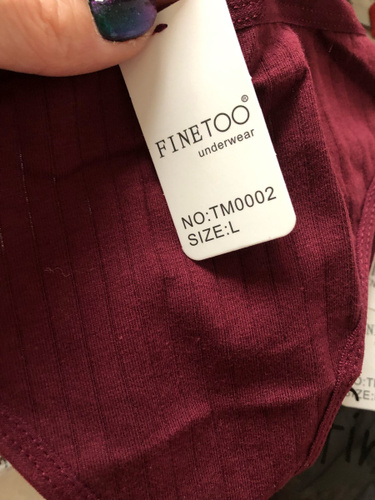 FINETOO®
underwear
NO:TM0002
SIZE:L